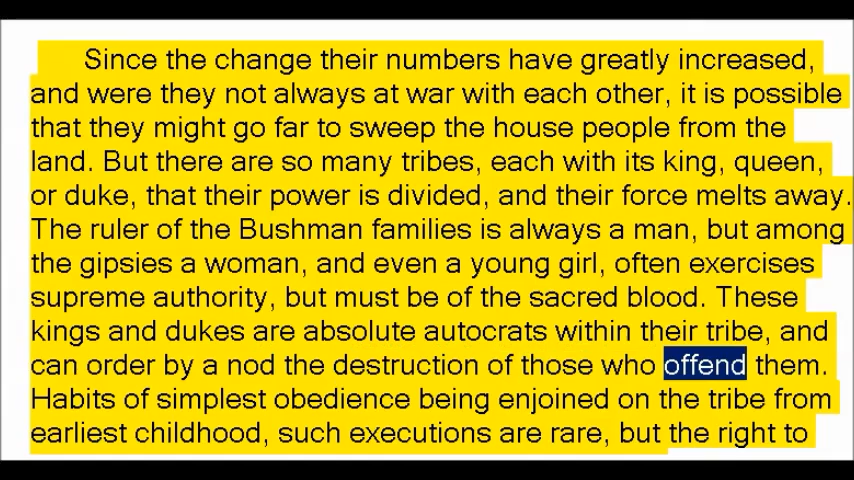 Since the change their numbers have greatly increased,
and were they not always at war with each other, it is possible
that they might go far to sweep the house people from the
land. But there are so many tribes, each with its king, queen,
or duke, that their power is divided, and their force melts away.
The ruler of the Bushman families is always a man, but among
the gipsies a woman, and even a young girl, often exercises
supreme authority, but must be of the sacred blood. These
kings and dukes are absolute autocrats within their tribe, and
can order by a nod the destruction of those who offend them.
Habits of simplest obedience being enjoined on the tribe from
earliest childhood, such executions are rare, but the right to